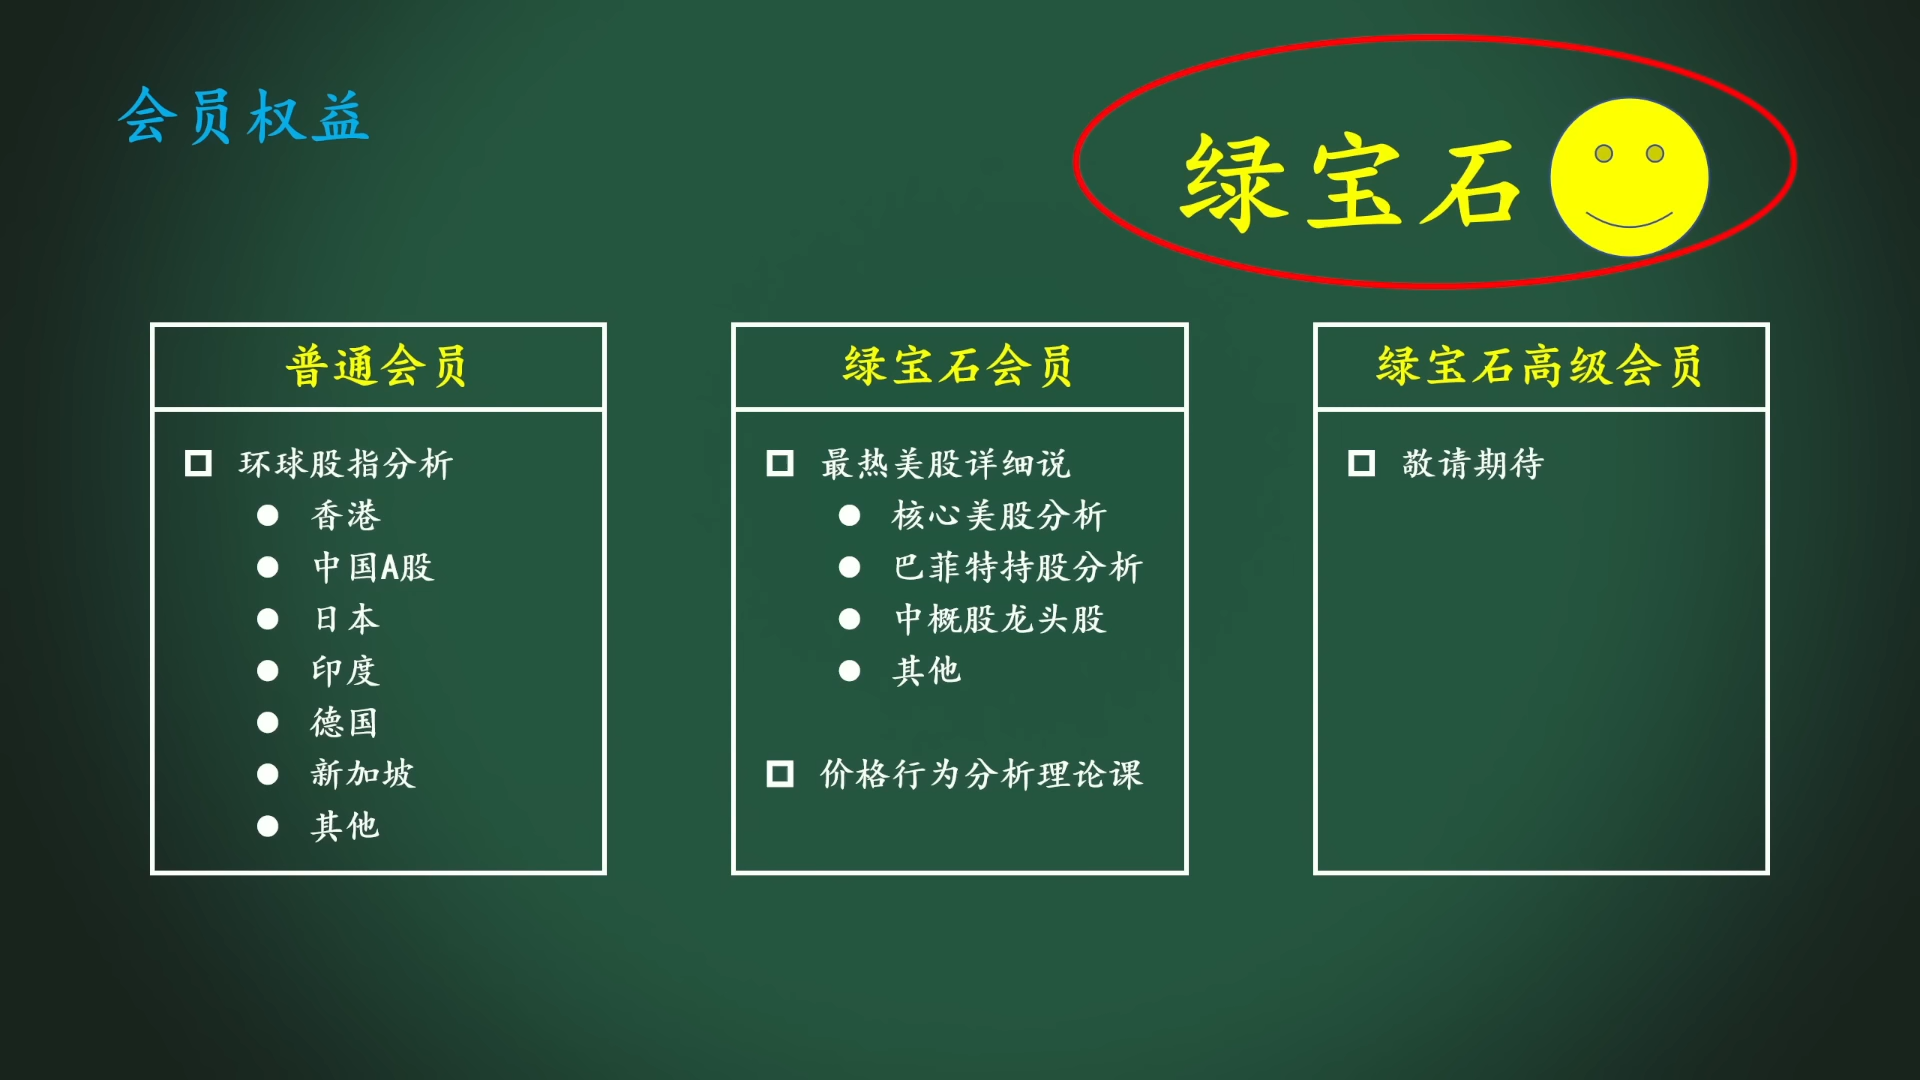 会员权益
绿宝石
普通会员
环球股指分析
香港
中国A股
日本
印度
德国
新加坡
其他
绿宝石会员
最热美股详细说
核心美股分析
巴菲特持股分析
中概股龙头股
其他
价格行为分析理论课
绿宝石高级会员
敬请期待